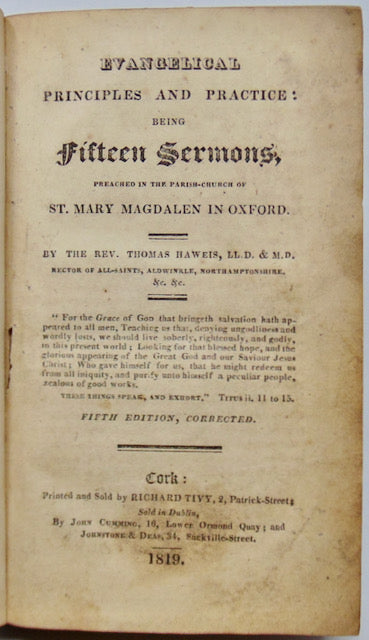 EVANGELICAL
PRINCIPLES AND PRACTICE:
BEING
Fifteen Sermons,
PREACHED IN THE PARISH-CHURCH OF
ST. MARY MAGDALEN IN OXFORD.
BY THE REV. THOMAS HAWEIS, LL.D. & M.D.
RECTOR OF ALL-SAINTS, ALDWINKLE, NORTHAMPTONSHIRE,
&c. &c.
"For the Grace of GOD that bringeth salvation hath ap-
peared to all men, Teaching us that, denying ungodliness and
wordly lusts, we should live soberly, righteously, and godly,
in this present world; Looking for that blessed hope, and the
glorious appearing of the Great God and our Saviour Jesus
Christ; Who gave himself for us, that he might redeem us
from all iniquity, and purify unto himself a peculiar people,
zealous of good works.
THESE THINGS SPEAK, AND EXHORT." TITUS ii. 11 to 15.
FIFTH EDITION, CORRECTED.
Cork:
Printed and Sold by RICHARD TIVY, 2, Patrick-Street;
Sold in Dublin,
By JOHN CUMMING, 16, Lower Ormond Quay; and
JOHNSTONE & DEAS, 34, Sackville-Street.
1819.